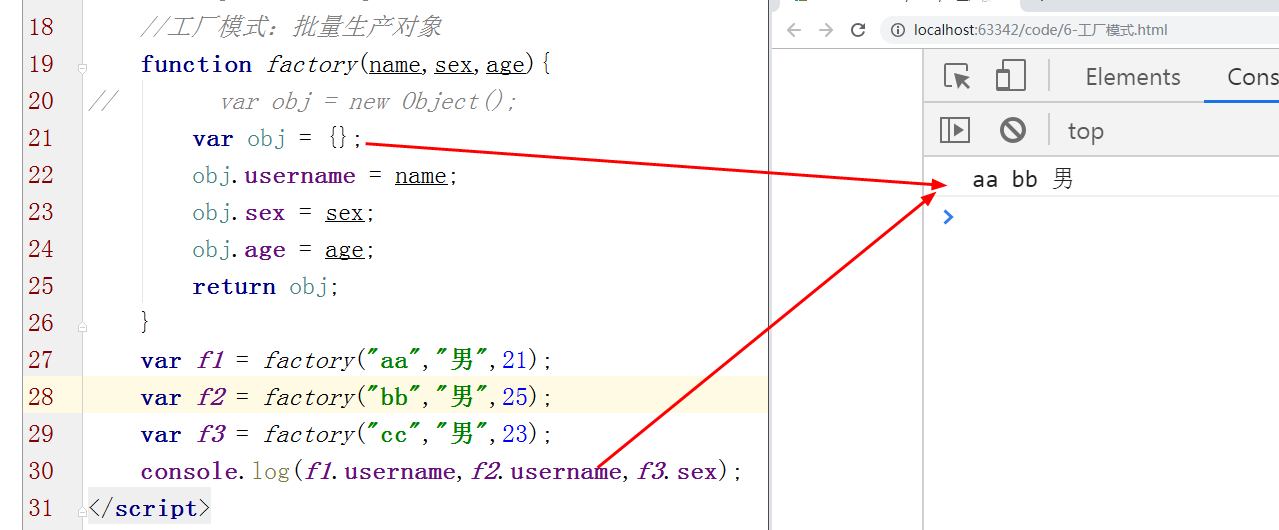 18 //工厂模式：批量生产对象
19 function factory(name,sex,age){
20 // var obj = new Object();
21 var obj = {};
22 obj.username = name;
23 obj.sex = sex;
24 obj.age = age;
25 return obj;
26 }
27 var f1 = factory("aa","男",21);
28 var f2 = factory("bb","男",25);
29 var f3 = factory("cc","男",23);
30 console.log(f1.username,f2.username,f3.sex);
31 </script>
localhost:63342/code/6-工厂模式.html
Elements Cons
top
aa bb 男